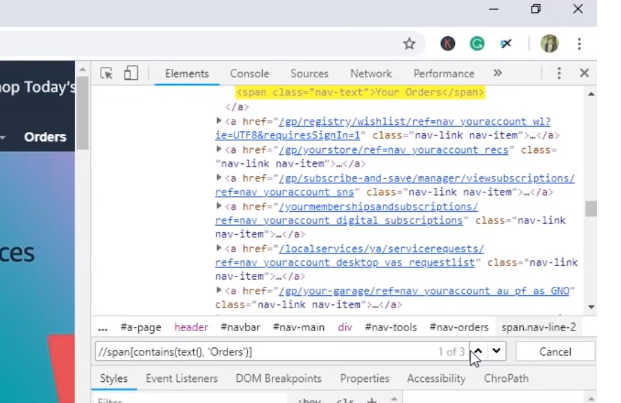 op Today's
Orders
ces
Elements Console Sources Network Performance »
<span class="nav-text">Your Orders</span>
</a>
<a href="/gp/registry/wishlist/ref=nav_youraccount_wl?
ie=UTF8&requiresSignIn=1" class="nav-link nav-item">…</a>
<a href="/gp/yourstore/ref=nav_youraccount_recs" class=
"nav-link nav-item">…</a>
<a href="/gp/subscribe-and-save/manager/viewsubscriptions/
ref=nav_youraccount_sns" class="nav-link nav-item">…</a>
<a href="/yourmembershipsandsubscriptions/
ref=nav_youraccount_digital_subscriptions" class="nav-link
nav-item">…</a>
<a href="/localservices/ya/servicerequests/
ref=nav_youraccount_desktop_vas_requestlist" class="nav-link
nav-item">…</a>
<a href="/gp/your-garage/ref=nav_youraccount_au_pf_as_GNO"
class="nav-link nav-item">…</a>
... #a-page header #navbar #nav-main div #nav-tools #nav-orders span.nav-line-2
//span[contains(text(), 'Orders')] 1 of 3 Cancel
Styles Event Listeners DOM Breakpoints Properties Accessibility ChroPath
Filter :hov .cls +